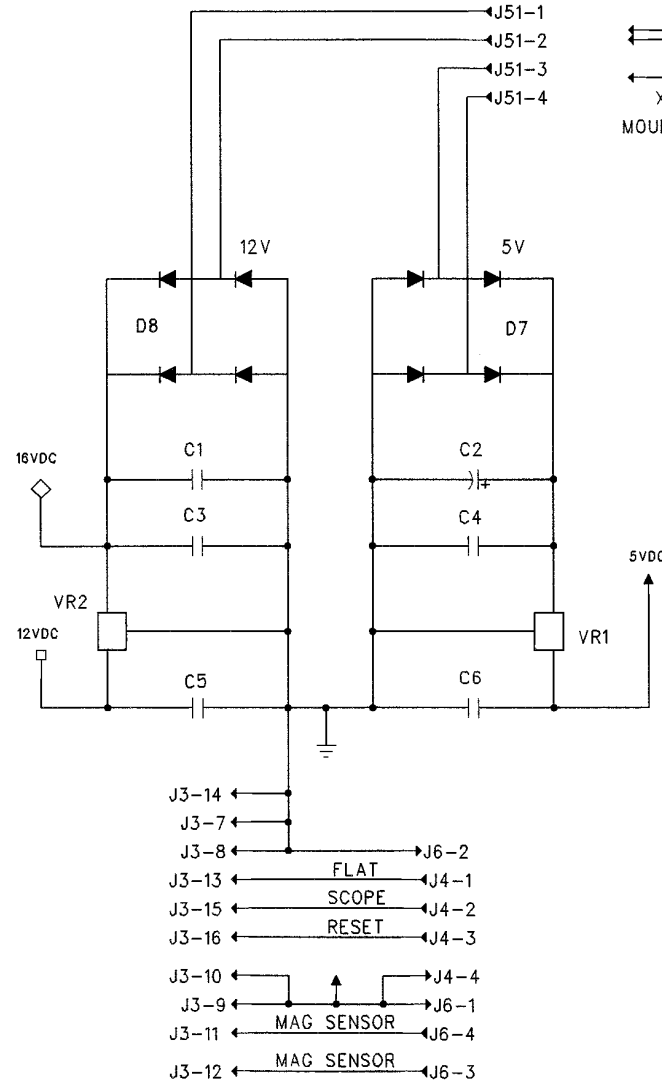 J51-1
J51-2
J51-3
J51-4
X
MOU
12V
5V
D8
D7
C1
C2
16VDC
+
C3
C4
5VDC
VR2
VR1
12VDC
C5
C6
J3-14
J3-7
J3-8
J6-2
J3-13
FLAT
J4-1
J3-15
SCOPE
J4-2
J3-16
RESET
J4-3
J3-10
J4-4
J3-9
J6-1
J3-11
MAG SENSOR
J6-4
J3-12
MAG SENSOR
J6-3